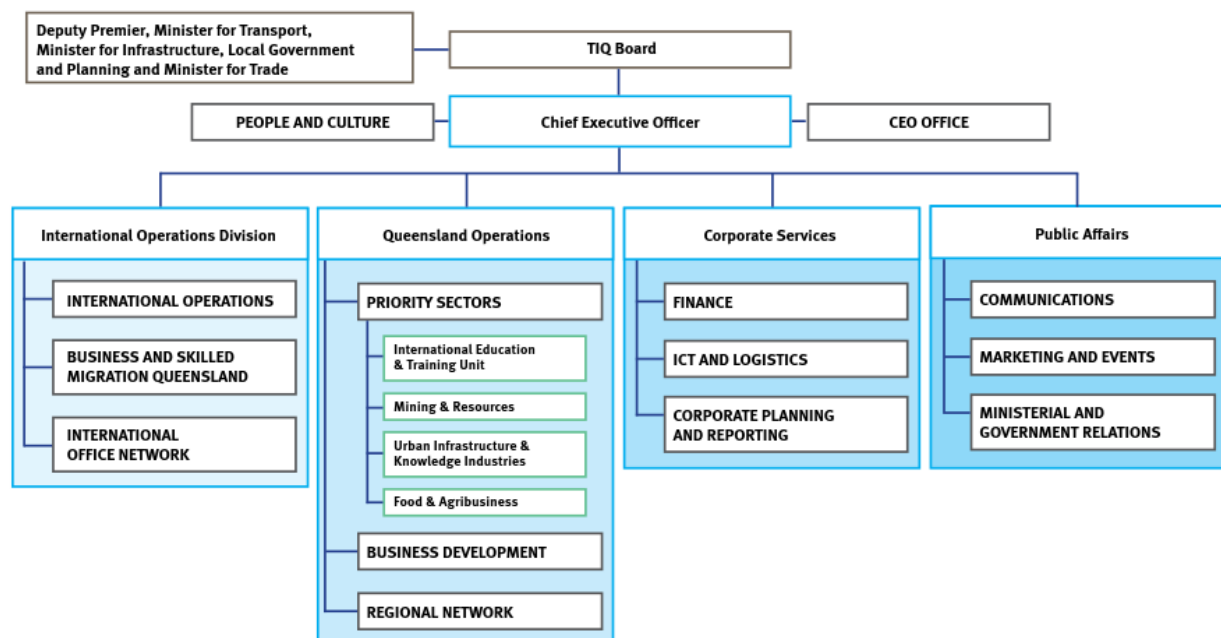 Deputy Premier, Minister for Transport,
Minister for Infrastructure, Local Government
and Planning and Minister for Trade
TIQ Board
PEOPLE AND CULTURE
Chief Executive Officer
CEO OFFICE
International Operations Division
INTERNATIONAL OPERATIONS
BUSINESS AND SKILLED
MIGRATION QUEENSLAND
INTERNATIONAL
OFFICE NETWORK
Queensland Operations
PRIORITY SECTORS
International Education
& Training Unit
Mining & Resources
Urban Infrastructure &
Knowledge Industries
Food & Agribusiness
BUSINESS DEVELOPMENT
REGIONAL NETWORK
Corporate Services
FINANCE
ICT AND LOGISTICS
CORPORATE PLANNING
AND REPORTING
Public Affairs
COMMUNICATIONS
MARKETING AND EVENTS
MINISTERIAL AND
GOVERNMENT RELATIONS